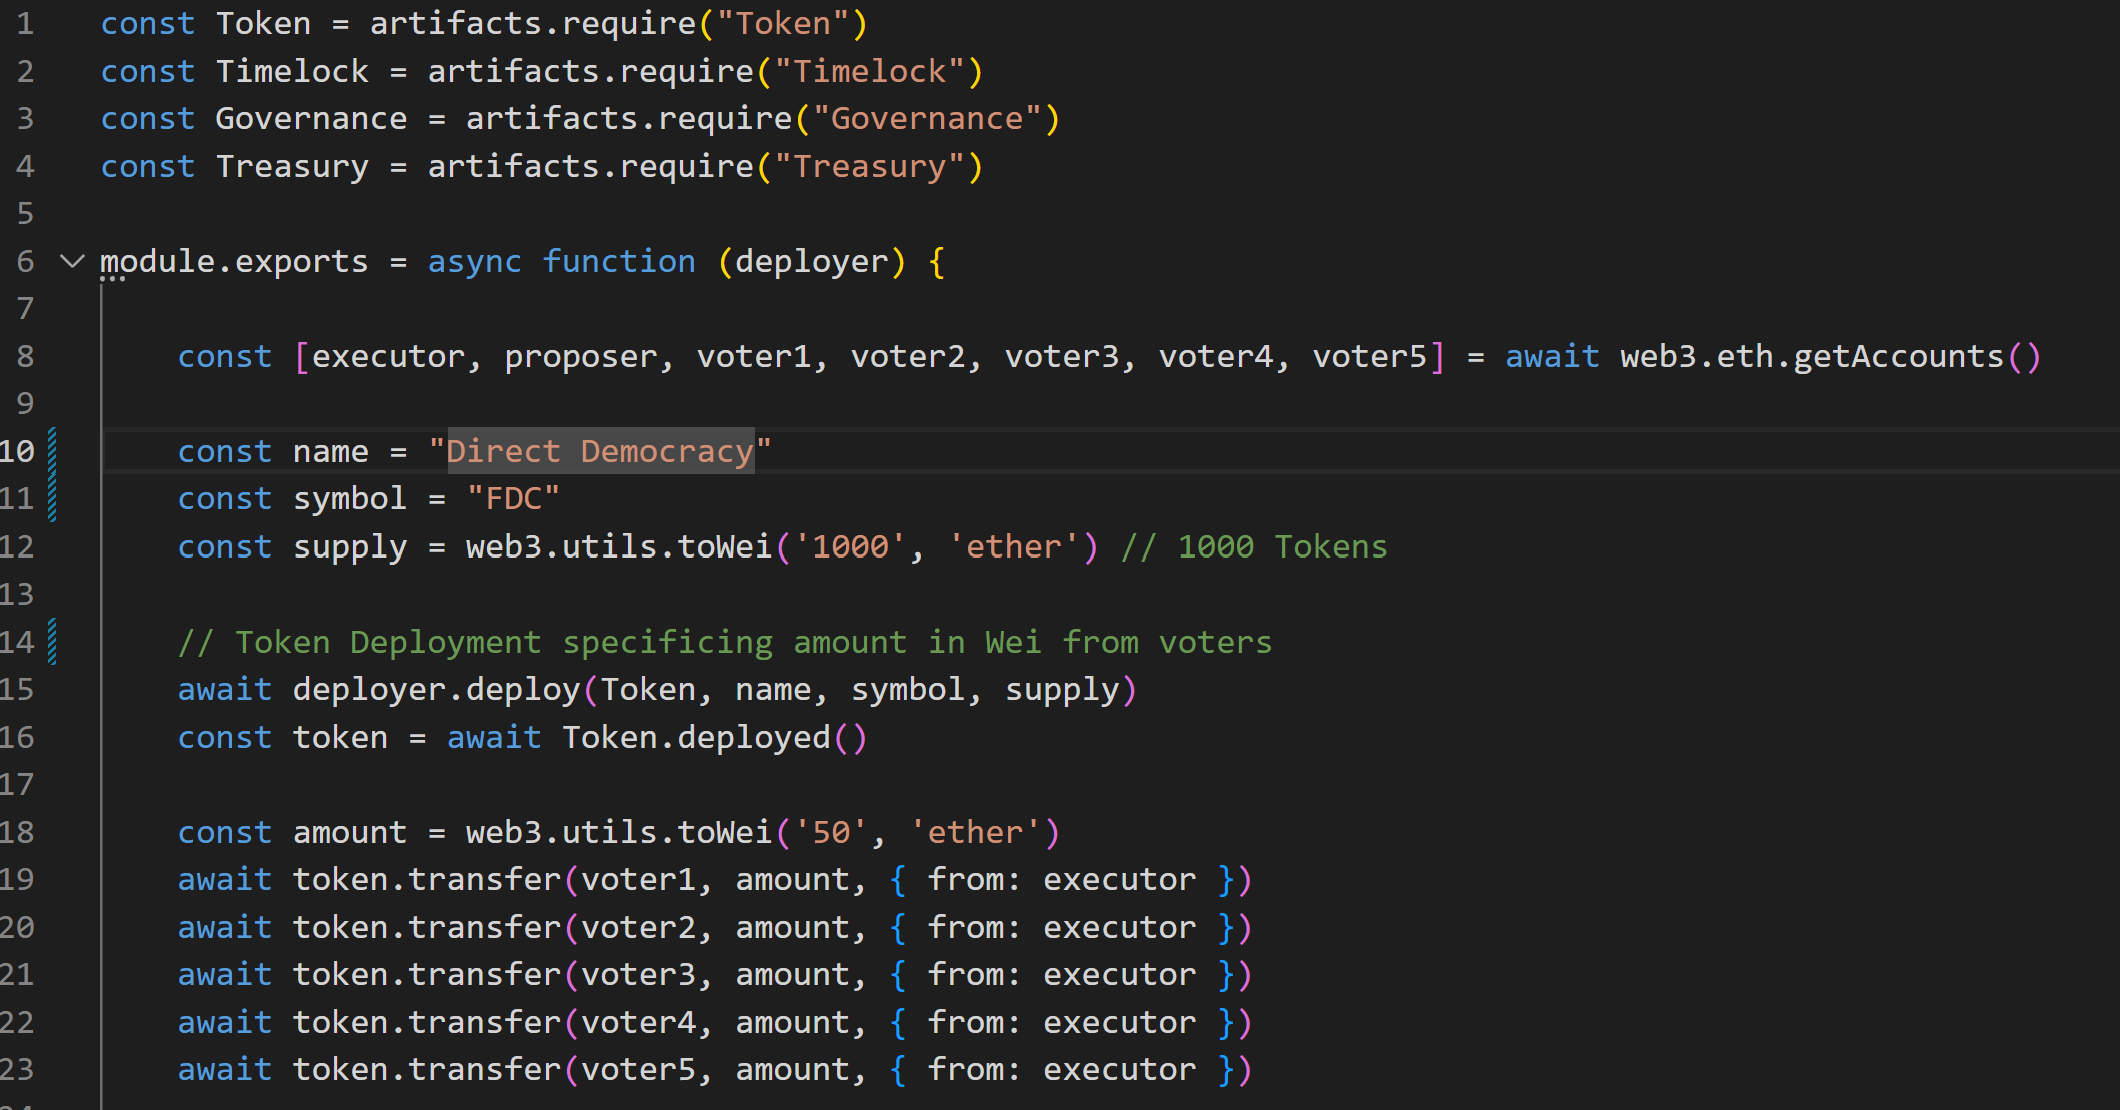 1 const Token = artifacts.require("Token")
2 const Timelock = artifacts.require("Timelock")
3 const Governance = artifacts.require("Governance")
4 const Treasury = artifacts.require("Treasury")
5
6 module.exports = async function (deployer) {
7
8 const [executor, proposer, voter1, voter2, voter3, voter4, voter5] = await web3.eth.getAccounts()
9
10 const name = "Direct Democracy"
11 const symbol = "FDC"
12 const supply = web3.utils.toWei('1000', 'ether') // 1000 Tokens
13
14 // Token Deployment specificing amount in Wei from voters
15 await deployer.deploy(Token, name, symbol, supply)
16 const token = await Token.deployed()
17
18 const amount = web3.utils.toWei('50', 'ether')
19 await token.transfer(voter1, amount, { from: executor })
20 await token.transfer(voter2, amount, { from: executor })
21 await token.transfer(voter3, amount, { from: executor })
22 await token.transfer(voter4, amount, { from: executor })
23 await token.transfer(voter5, amount, { from: executor })